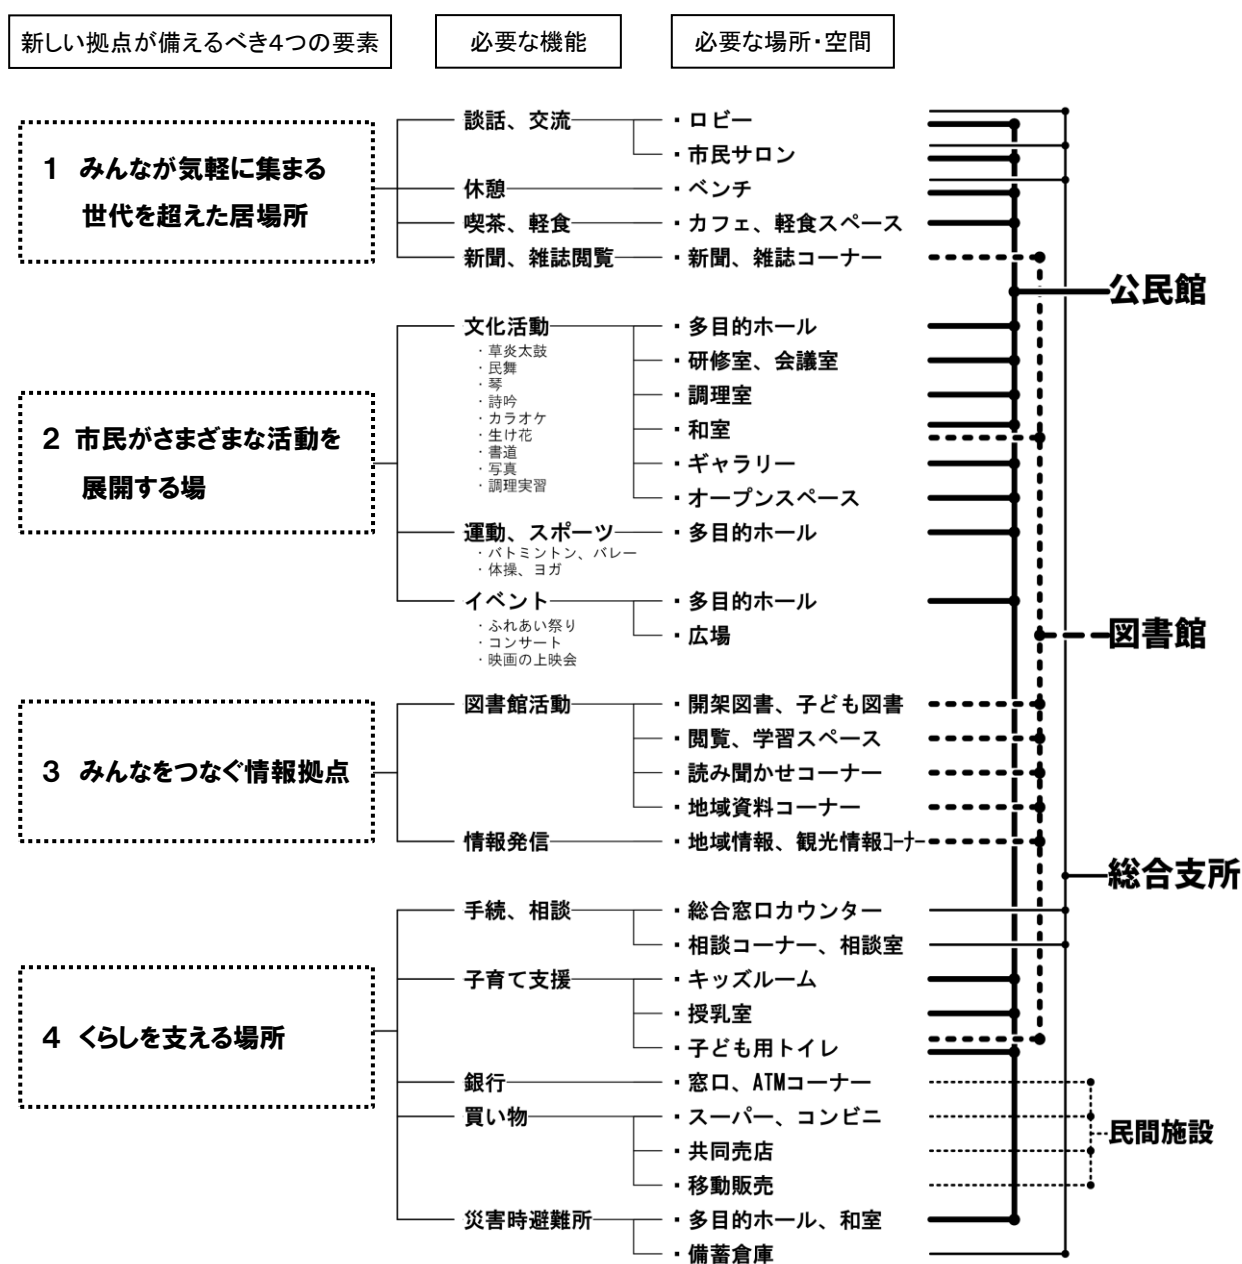 新しい拠点が備えるべき4つの要素
必要な機能
必要な場所・空間
1 みんなが気軽に集まる
世代を超えた居場所
談話、交流
・ロビー
・市民サロン
休憩
・ベンチ
喫茶、軽食
・カフェ、軽食スペース
新聞、雑誌閲覧
・新聞、雑誌コーナー
公民館
2 市民がさまざまな活動を
展開する場
文化活動
・草炎太鼓
・民舞
・琴
・詩吟
・カラオケ
・生け花
・書道
・写真
・調理実習
・多目的ホール
・研修室、会議室
・調理室
・和室
・ギャラリー
・オープンスペース
運動、スポーツ
・バトミントン、バレー
・体操、ヨガ
・多目的ホール
イベント
・ふれあい祭り
・コンサート
・映画の上映会
・多目的ホール
・広場
図書館
3 みんなをつなぐ情報拠点
図書館活動
・開架図書、子ども図書
・閲覧、学習スペース
・読み聞かせコーナー
・地域資料コーナー
情報発信
・地域情報、観光情報ｺｰﾅｰ
総合支所
4 くらしを支える場所
手続、相談
・総合窓口カウンター
・相談コーナー、相談室
子育て支援
・キッズルーム
・授乳室
・子ども用トイレ
銀行
・窓口、ATMコーナー
買い物
・スーパー、コンビニ
・共同売店
・移動販売
民間施設
災害時避難所
・多目的ホール、和室
・備蓄倉庫